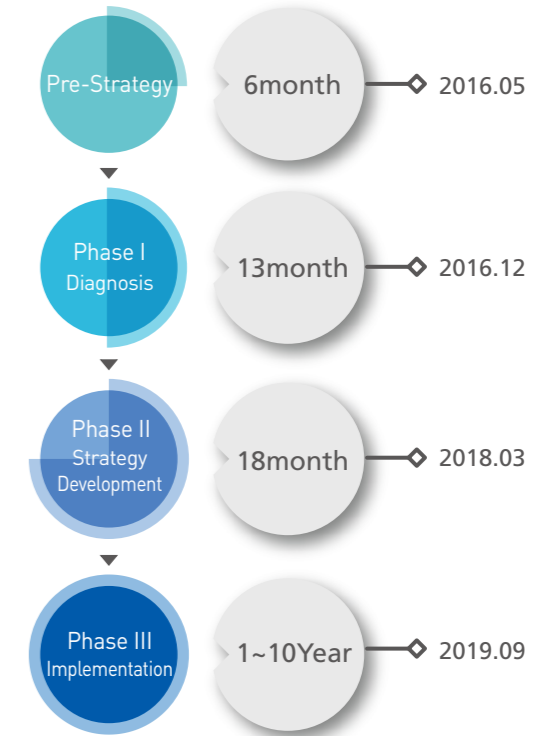 Pre-Strategy
6month
2016.05
Phase I
Diagnosis
13month
2016.12
Phase II
Strategy
Development
18month
2018.03
Phase III
Implementation
1~10Year
2019.09